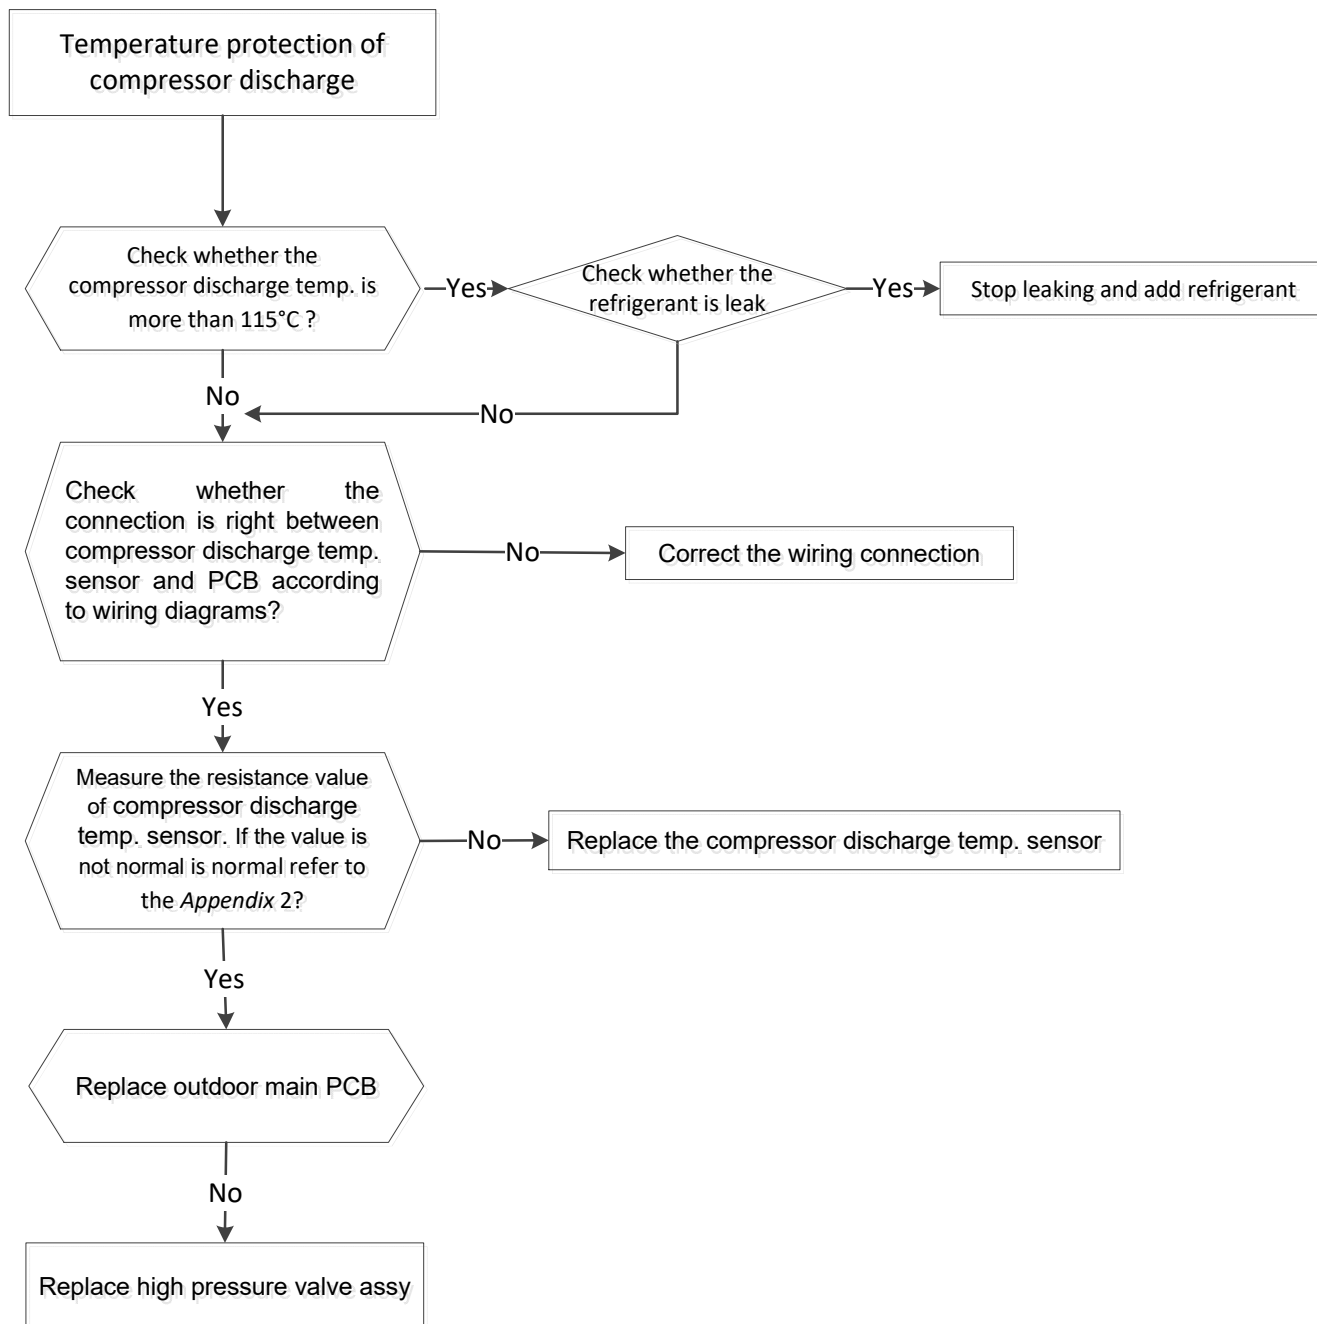 Temperature protection of
compressor discharge
Check whether the
compressor discharge temp. is
more than 115°C ?
Yes
Check whether the
refrigerant is leak
Yes
Stop leaking and add refrigerant
No
No
Check whether the
connection is right between
compressor discharge temp.
sensor and PCB according
to wiring diagrams?
No
Correct the wiring connection
Yes
Measure the resistance value
of compressor discharge
temp. sensor. If the value is
not normal is normal refer to
the Appendix 2?
No
Replace the compressor discharge temp. sensor
Yes
Replace outdoor main PCB
No
Replace high pressure valve assy